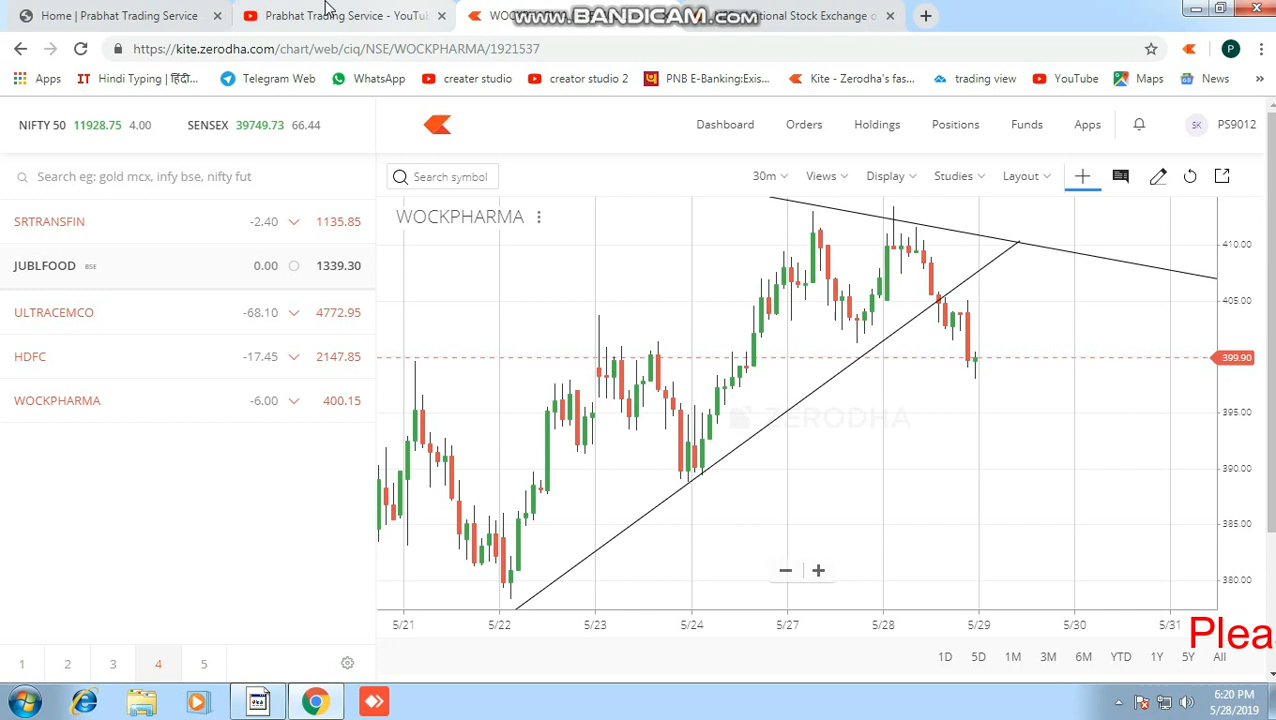 Home | Prabhat Trading Service
Prabhat Trading Service - YouTu
WOC
www.BANDICAM.com
tional Stock Exchange o
https://kite.zerodha.com/chart/web/ciq/NSE/WOCKPHARMA/1921537
P
Apps
IT Hindi Typing | हिंदी...
Telegram Web
WhatsApp
creater studio
creator studio 2
PNB E-Banking:Exis...
Kite - Zerodha's fas...
trading view
YouTube
Maps
News
»
NIFTY 50 11928.75 4.00 SENSEX 39749.73 66.44
Dashboard Orders Holdings Positions Funds Apps SK PS9012
Search eg: gold mcx, infy bse, nifty fut
Search symbol 30m Views Display Studies Layout
SRTRANSFIN -2.40 1135.85
JUBLFOOD BSE 0.00 1339.30
ULTRACEMCO -68.10 4772.95
HDFC -17.45 2147.85
WOCKPHARMA -6.00 400.15
WOCKPHARMA
410.00
405.00
399.90
395.00
390.00
385.00
380.00
ZERODHA
5/21 5/22 5/23 5/24 5/27 5/28 5/29 5/30 5/31
Plea
1D 5D 1M 3M 6M YTD 1Y 5Y All
1 2 3 4 5
6:20 PM
5/28/2019